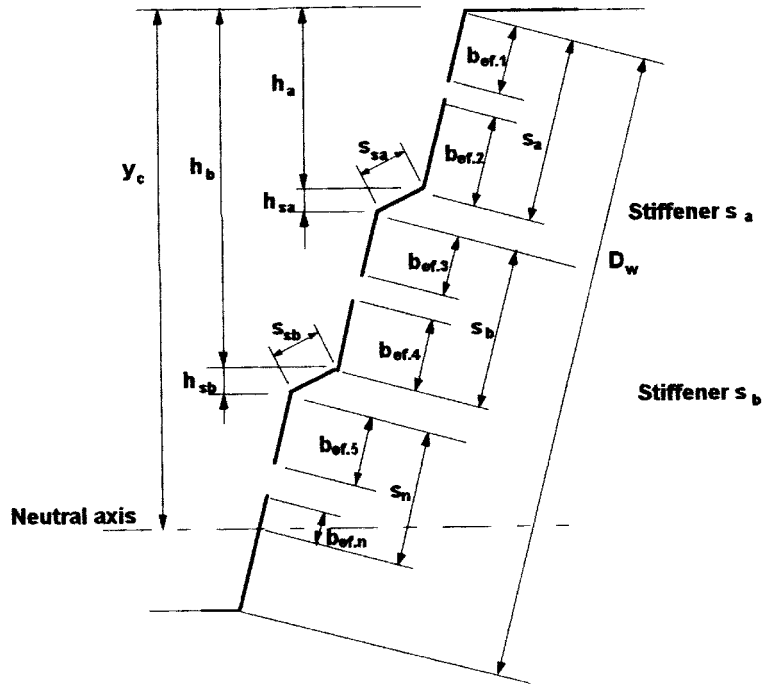 b_ef.1
h_a
s_a
s_sa
b_ef.2
y_c
h_b
h_sa
Stiffener s_a
b_ef.3
D_w
s_sb
s_b
b_ef.4
h_sb
Stiffener s_b
b_ef.5
s_n
Neutral axis
b_ef.n